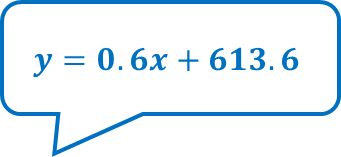 y = 0.6x + 613.6